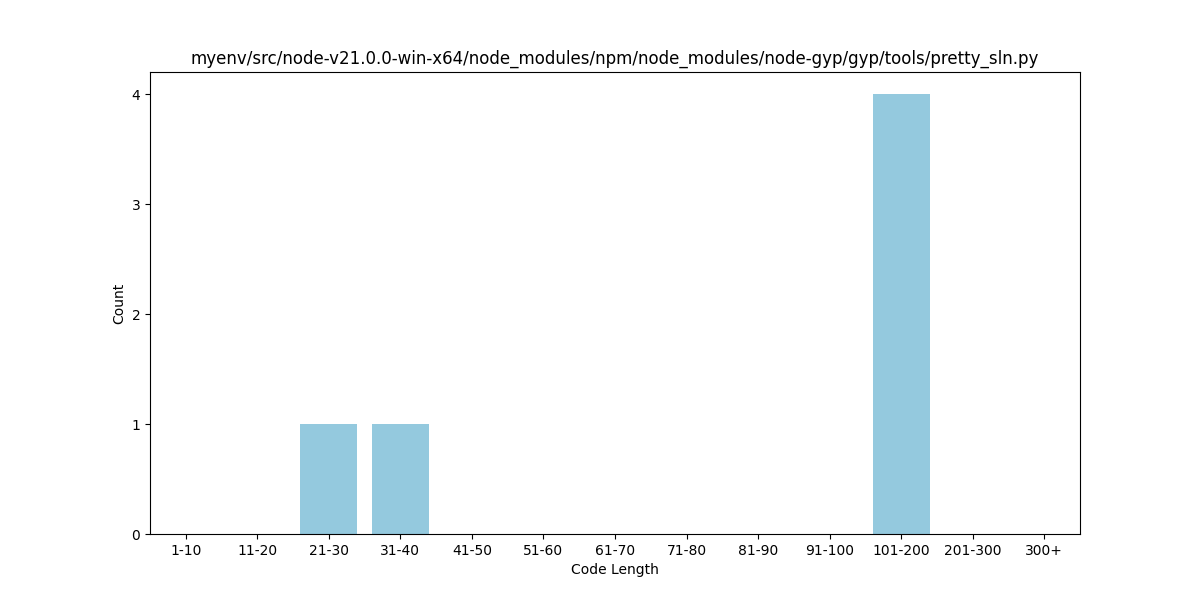 myenv/src/node-v21.0.0-win-x64/node_modules/npm/node_modules/node-gyp/gyp/tools/pretty_sln.py
4
3
2
1
0
Count
1-10 11-20 21-30 31-40 41-50 51-60 61-70 71-80 81-90 91-100 101-200 201-300 300+
Code Length